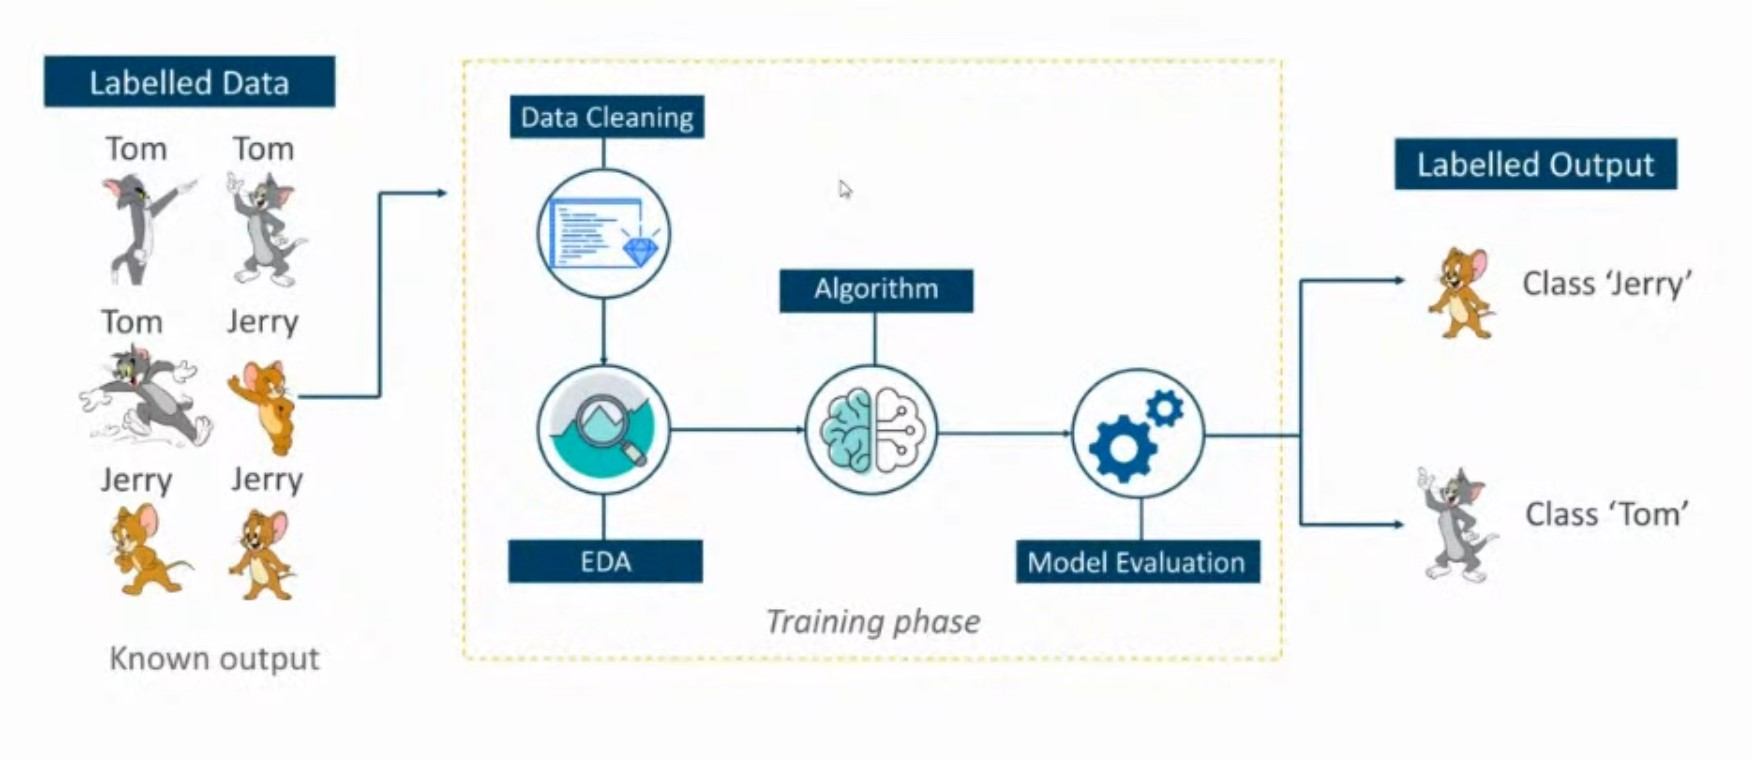 Labelled Data
Tom
Tom
Tom
Jerry
Jerry
Jerry
Known output
Data Cleaning
EDA
Algorithm
Model Evaluation
Training phase
Labelled Output
Class ‘Jerry’
Class ‘Tom’